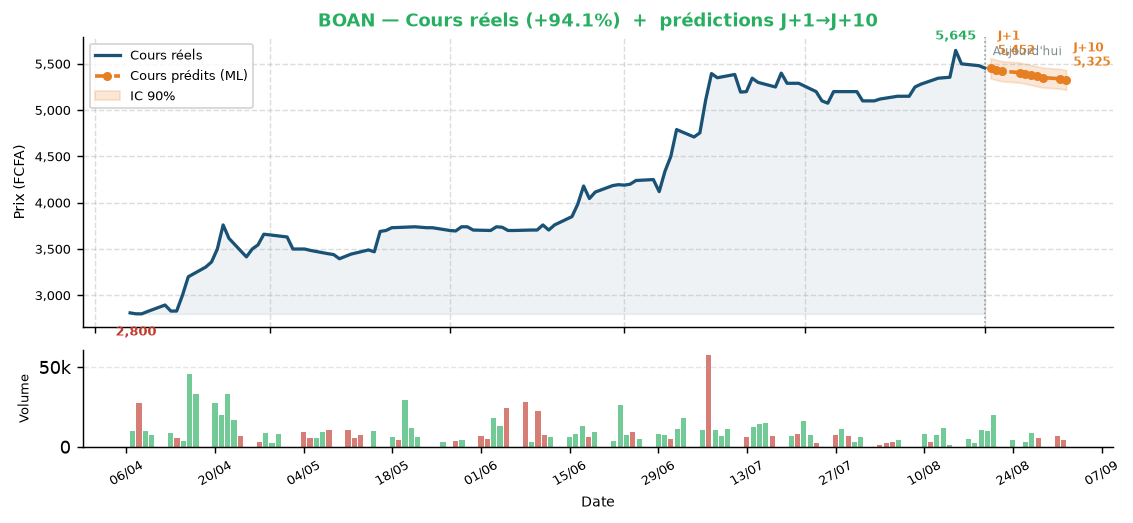 BOAN — Cours réels (+94.1%) + prédictions J+1→J+10
Cours réels
Cours prédits (ML)
IC 90%
5,645
J+1
5,452
Aujourd'hui
J+10
5,325
2,800
Prix (FCFA)
5,500
5,000
4,500
4,000
3,500
3,000
Volume
50k
0
06/04
20/04
04/05
18/05
01/06
15/06
29/06
13/07
27/07
10/08
24/08
07/09
Date